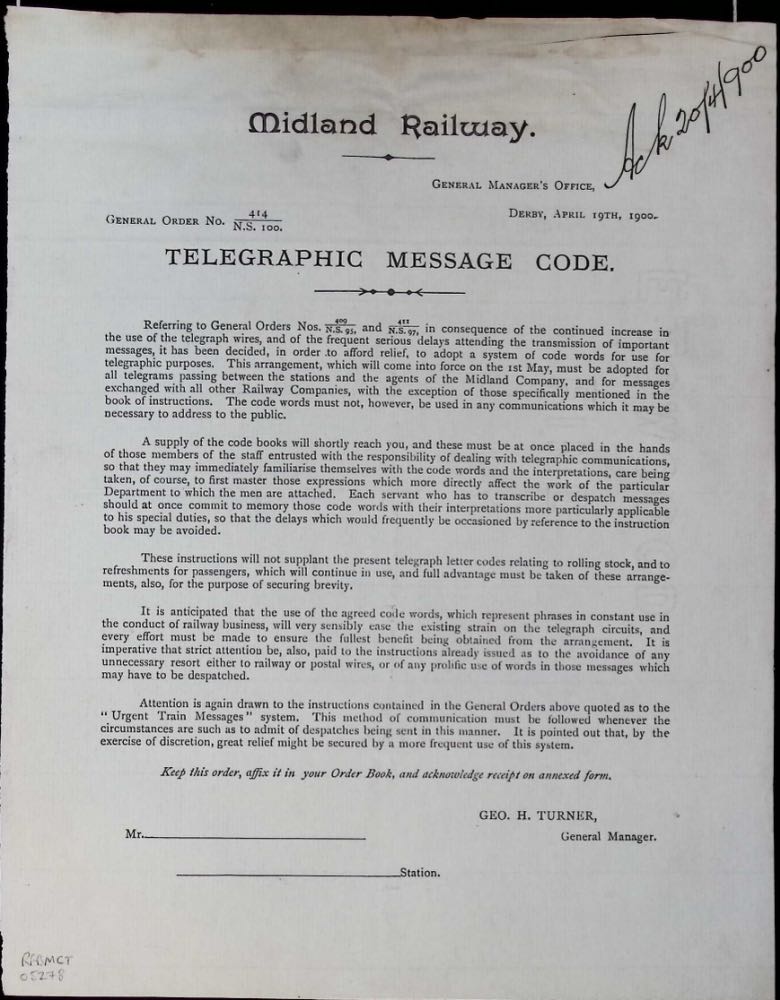 Ack 20/4/900
Midland Railway.
GENERAL MANAGER'S OFFICE,
GENERAL ORDER NO. 414/N.S. 100.
DERBY, APRIL 19TH, 1900.
TELEGRAPHIC MESSAGE CODE.
Referring to General Orders Nos. 409/N.S. 95, and 411/N.S. 97, in consequence of the continued increase in
the use of the telegraph wires, and of the frequent serious delays attending the transmission of important
messages, it has been decided, in order to afford relief, to adopt a system of code words for use for
telegraphic purposes. This arrangement, which will come into force on the 1st May, must be adopted for
all telegrams passing between the stations and the agents of the Midland Company, and for messages
exchanged with all other Railway Companies, with the exception of those specifically mentioned in the
book of instructions. The code words must not, however, be used in any communications which it may be
necessary to address to the public.
A supply of the code books will shortly reach you, and these must be at once placed in the hands
of those members of the staff entrusted with the responsibility of dealing with telegraphic communications,
so that they may immediately familiarise themselves with the code words and the interpretations, care being
taken, of course, to first master those expressions which more directly affect the work of the particular
Department to which the men are attached. Each servant who has to transcribe or despatch messages
should at once commit to memory those code words with their interpretations more particularly applicable
to his special duties, so that the delays which would frequently be occasioned by reference to the instruction
book may be avoided.
These instructions will not supplant the present telegraph letter codes relating to rolling stock, and to
refreshments for passengers, which will continue in use, and full advantage must be taken of these arrange-
ments, also, for the purpose of securing brevity.
It is anticipated that the use of the agreed code words, which represent phrases in constant use in
the conduct of railway business, will very sensibly ease the existing strain on the telegraph circuits, and
every effort must be made to ensure the fullest benefit being obtained from the arrangement. It is
imperative that strict attention be, also, paid to the instructions already issued as to the avoidance of any
unnecessary resort either to railway or postal wires, or of any prolific use of words in those messages which
may have to be despatched.
Attention is again drawn to the instructions contained in the General Orders above quoted as to the
"Urgent Train Messages" system. This method of communication must be followed whenever the
circumstances are such as to admit of despatches being sent in this manner. It is pointed out that, by the
exercise of discretion, great relief might be secured by a more frequent use of this system.
Keep this order, affix it in your Order Book, and acknowledge receipt on annexed form.
GEO. H. TURNER,
General Manager.
Mr.
Station.
RFBMCT
05278